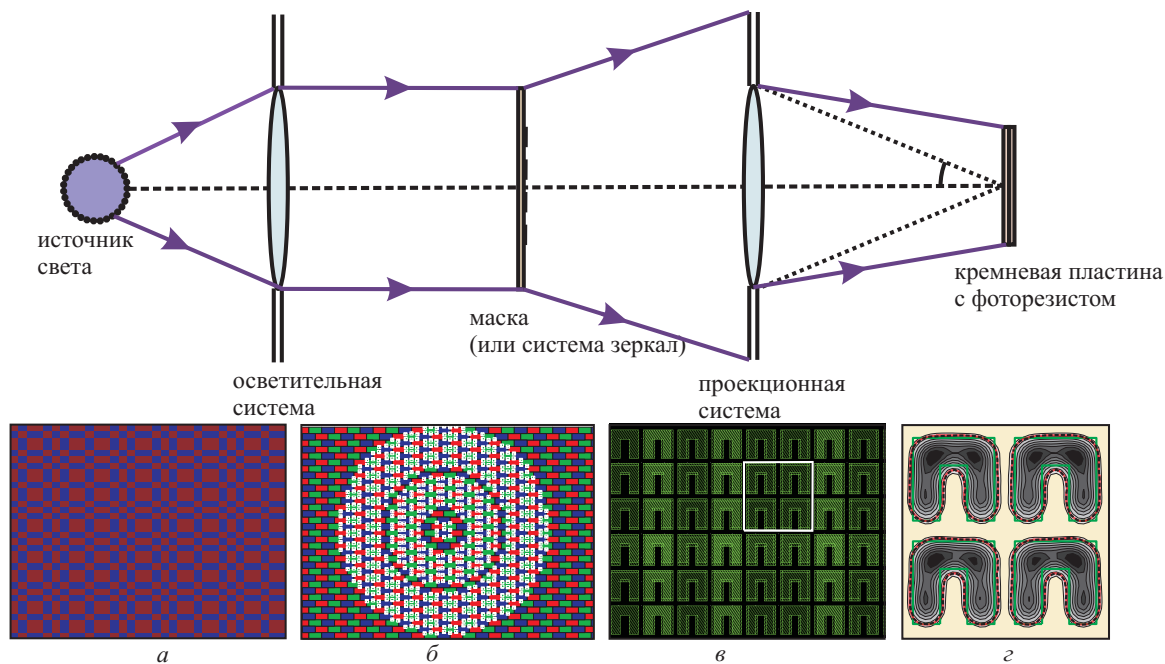 источник
света
маска
(или система зеркал)
кремневая пластина
с фоторезистом
осветительная
система
проекционная
система
а
б
в
г